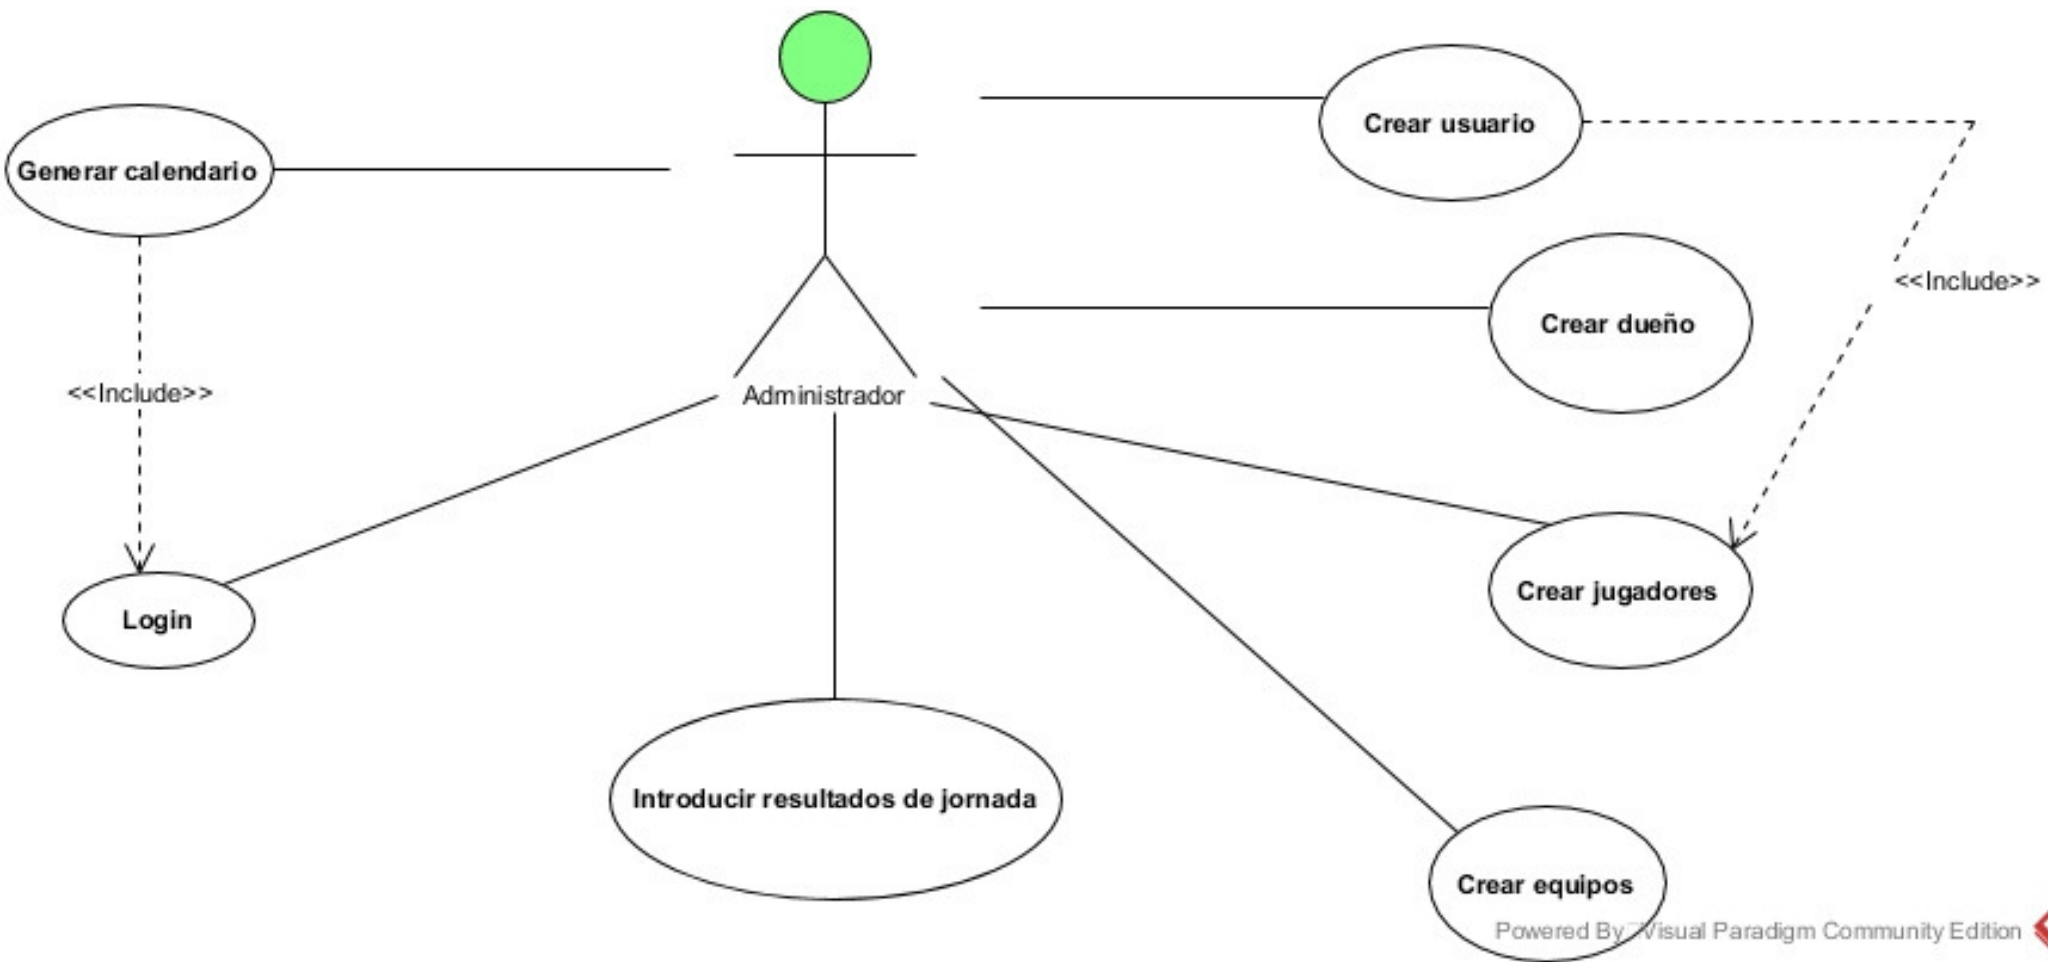 Crear usuario
Generar calendario
<<Include>>
Crear dueño
<<Include>>
Administrador
Crear jugadores
Login
Introducir resultados de jornada
Crear equipos
Powered By Visual Paradigm Community Edition